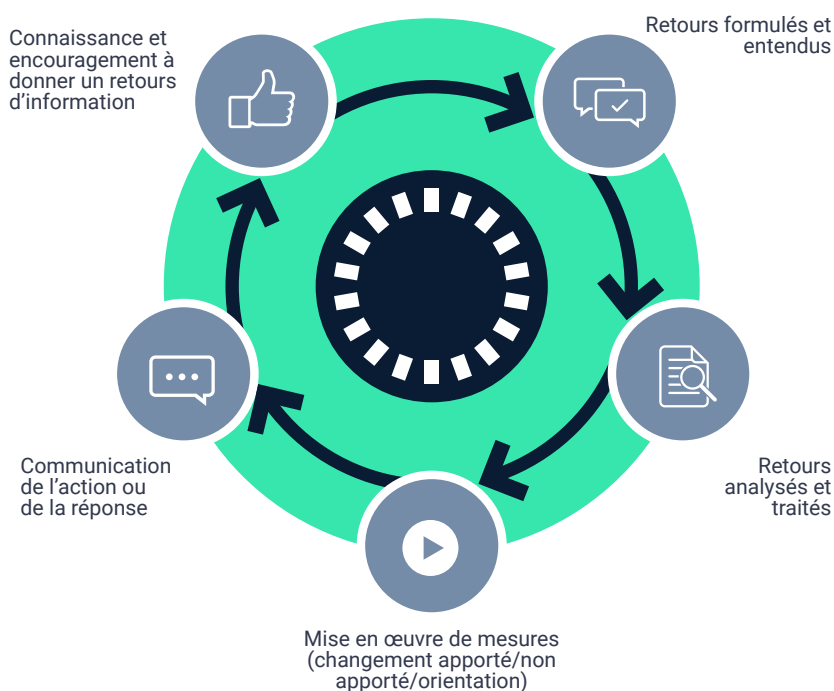 Connaissance et
encouragement à
donner un retours
d’information
Retours formulés et
entendus
Retours
analysés et
traités
Mise en œuvre de mesures
(changement apporté/non
apporté/orientation)
Communication
de l’action ou
de la réponse